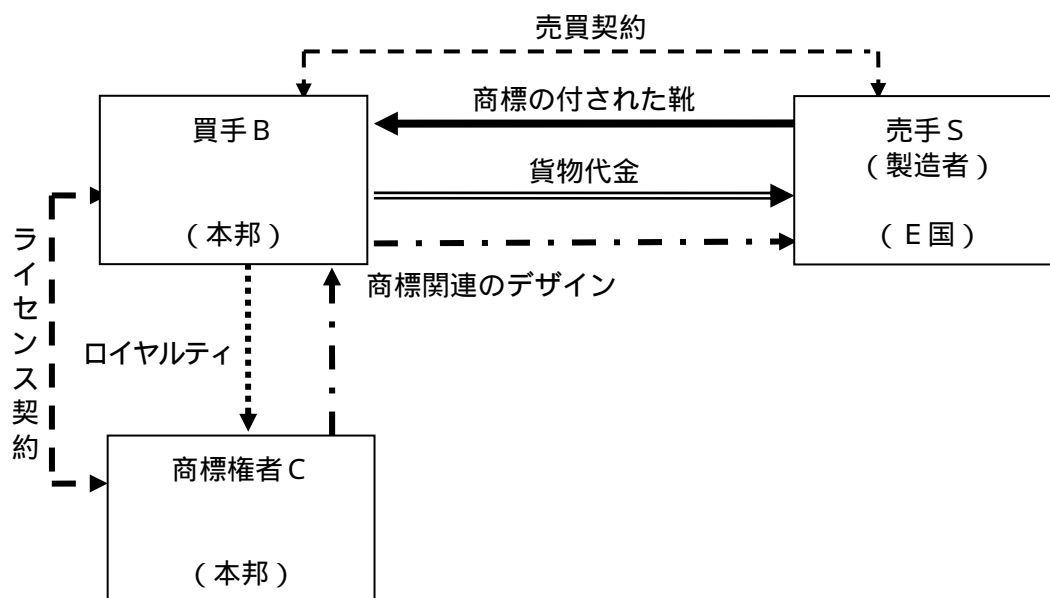 売買契約
買手Ｂ
（本邦）
商標の付された靴
貨物代金
商標関連のデザイン
売手Ｓ
（製造者）
（Ｅ国）
ライセンス契約
ロイヤルティ
商標権者Ｃ
（本邦）